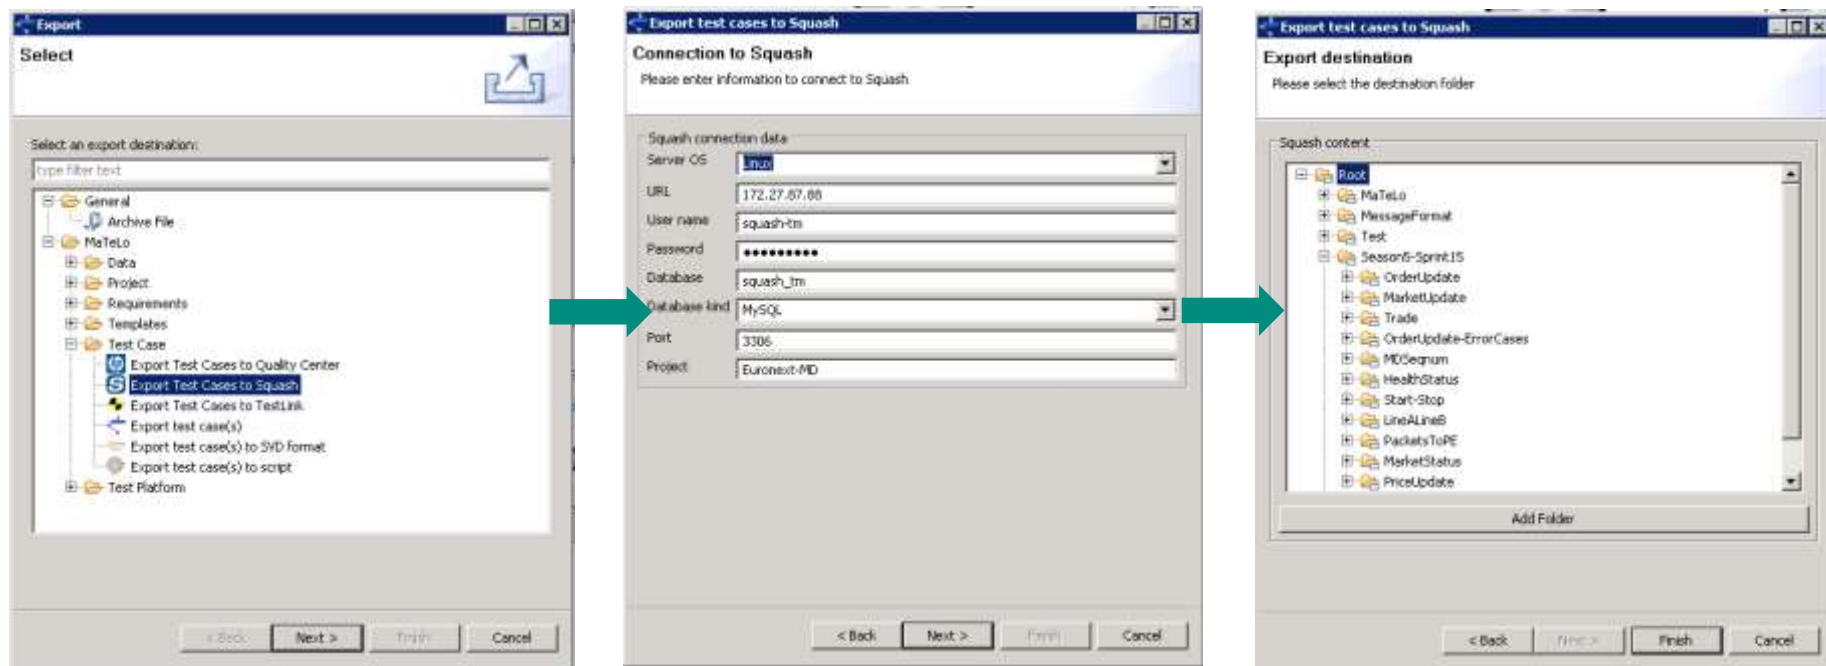 Export
Select
Select an export destination:
type filter text
General
Archive File
MaTeLo
Data
Project
Requirements
Templates
Test Case
Export Test Cases to Quality Center
Export Test Cases to Squash
Export Test Cases to TestLink
Export test case(s)
Export test case(s) to SVD format
Export test case(s) to script
Test Platform
< Back
Next >
Finish
Cancel
Export test cases to Squash
Connection to Squash
Please enter information to connect to Squash
Squash connection data
Server OS
Linux
URL
172.27.87.88
User name
squash-tm
Password
●●●●●●●●●
Database
squash_tm
Database kind
MySQL
Port
3306
Project
Euronext-MD
< Back
Next >
Finish
Cancel
Export test cases to Squash
Export destination
Please select the destination folder
Squash content
Root
MaTeLo
MessageFormat
Test
Season5-Sprint15
OrderUpdate
MarketUpdate
Trade
OrderUpdate-ErrorCases
MDSeqnum
HealthStatus
Start-Stop
LineALineB
PacketsToPE
MarketStatus
PriceUpdate
Add Folder
< Back
Next >
Finish
Cancel